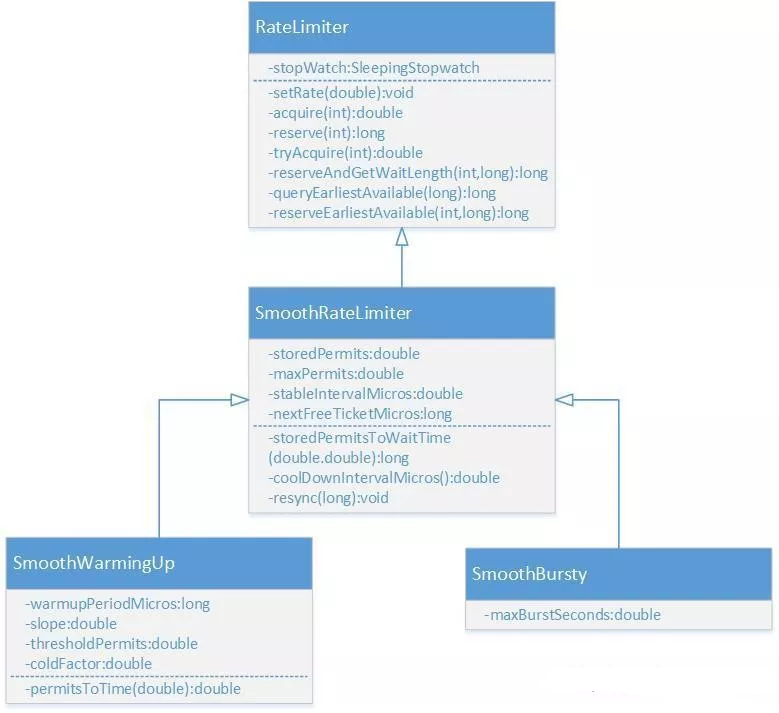 RateLimiter
-stopWatch:SleepingStopwatch
-setRate(double):void
-acquire(int):double
-reserve(int):long
-tryAcquire(int):double
-reserveAndGetWaitLength(int,long):long
-queryEarliestAvailable(long):long
-reserveEarliestAvailable(int,long):long
SmoothRateLimiter
-storedPermits:double
-maxPermits:double
-stableIntervalMicros:double
-nextFreeTicketMicros:long
-storedPermitsToWaitTime
(double.double):long
-coolDownIntervalMicros():double
-resync(long):void
SmoothWarmingUp
-warmupPeriodMicros:long
-slope:double
-thresholdPermits:double
-coldFactor:double
-permitsToTime(double):double
SmoothBursty
-maxBurstSeconds:double